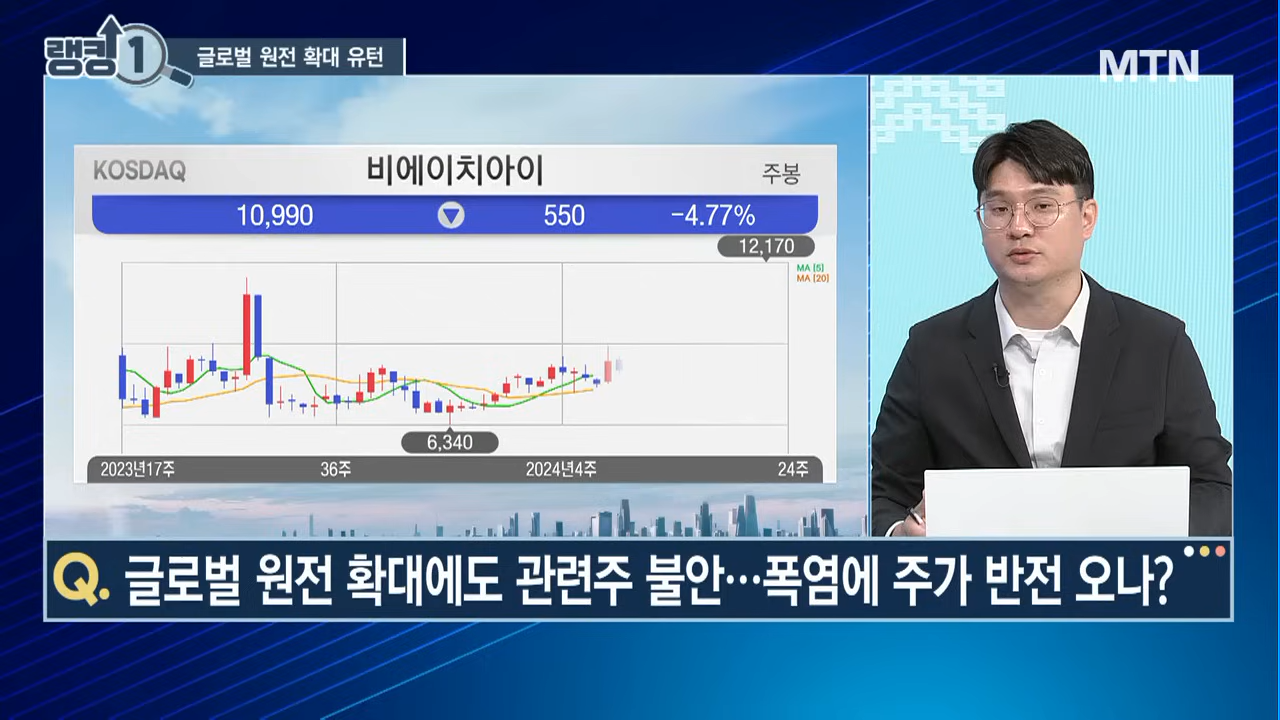 랭킹1
글로벌 원전 확대 유턴
MTN
KOSDAQ 비에이치아이 주봉
10,990 ▼ 550 -4.77%
12,170
MA [5]
MA [20]
6,340
2023년17주 36주 2024년4주 24주
Q. 글로벌 원전 확대에도 관련주 불안…폭염에 주가 반전 오나?